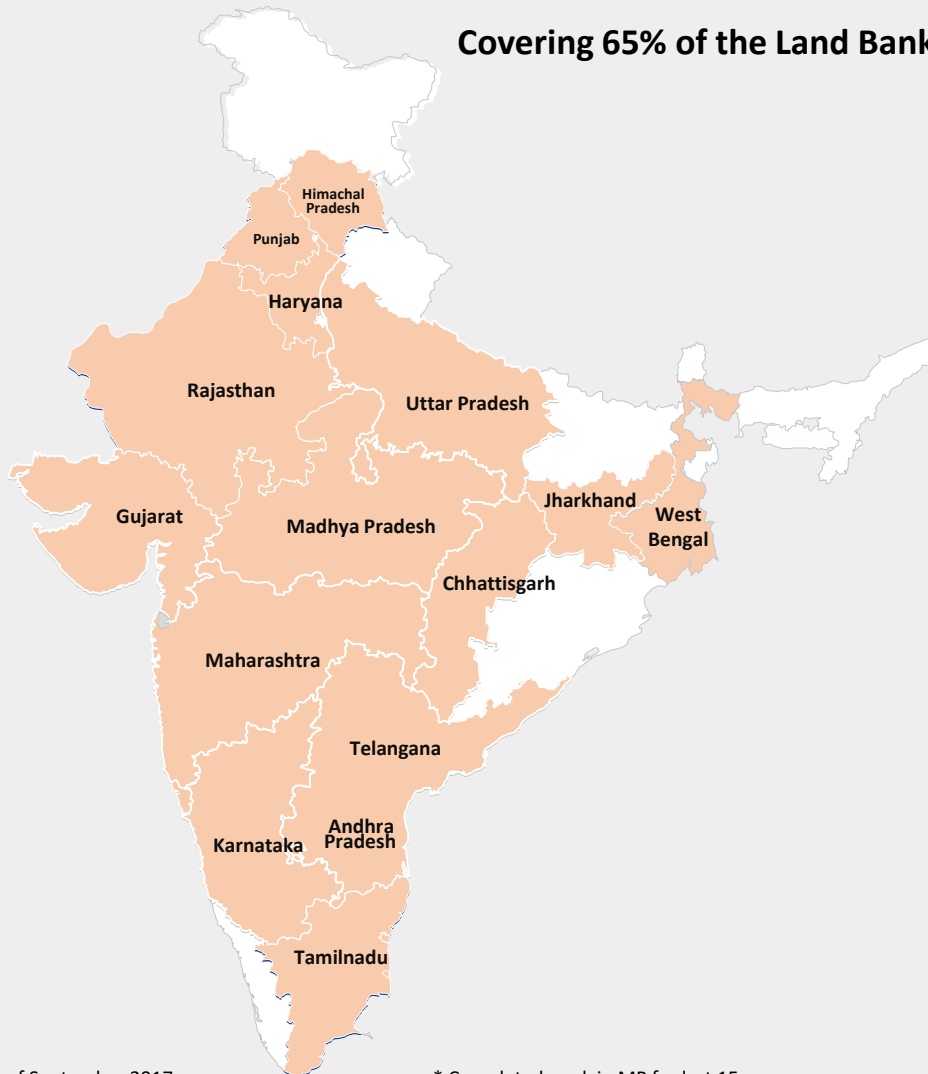 Covering 65% of the Land Bank
Himachal
Pradesh
Punjab
Haryana
Rajasthan
Uttar Pradesh
Gujarat
Madhya Pradesh
Jharkhand
West
Bengal
Chhattisgarh
Maharashtra
Telangana
Andhra
Pradesh
Karnataka
Tamilnadu